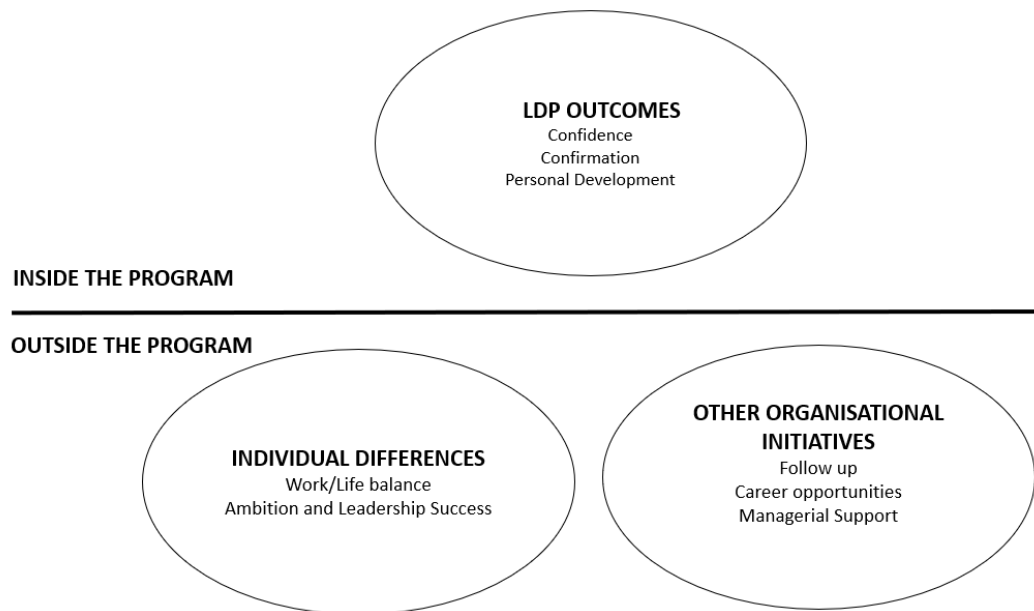 LDP OUTCOMES
Confidence
Confirmation
Personal Development
INSIDE THE PROGRAM
OUTSIDE THE PROGRAM
INDIVIDUAL DIFFERENCES
Work/Life balance
Ambition and Leadership Success
OTHER ORGANISATIONAL
INITIATIVES
Follow up
Career opportunities
Managerial Support